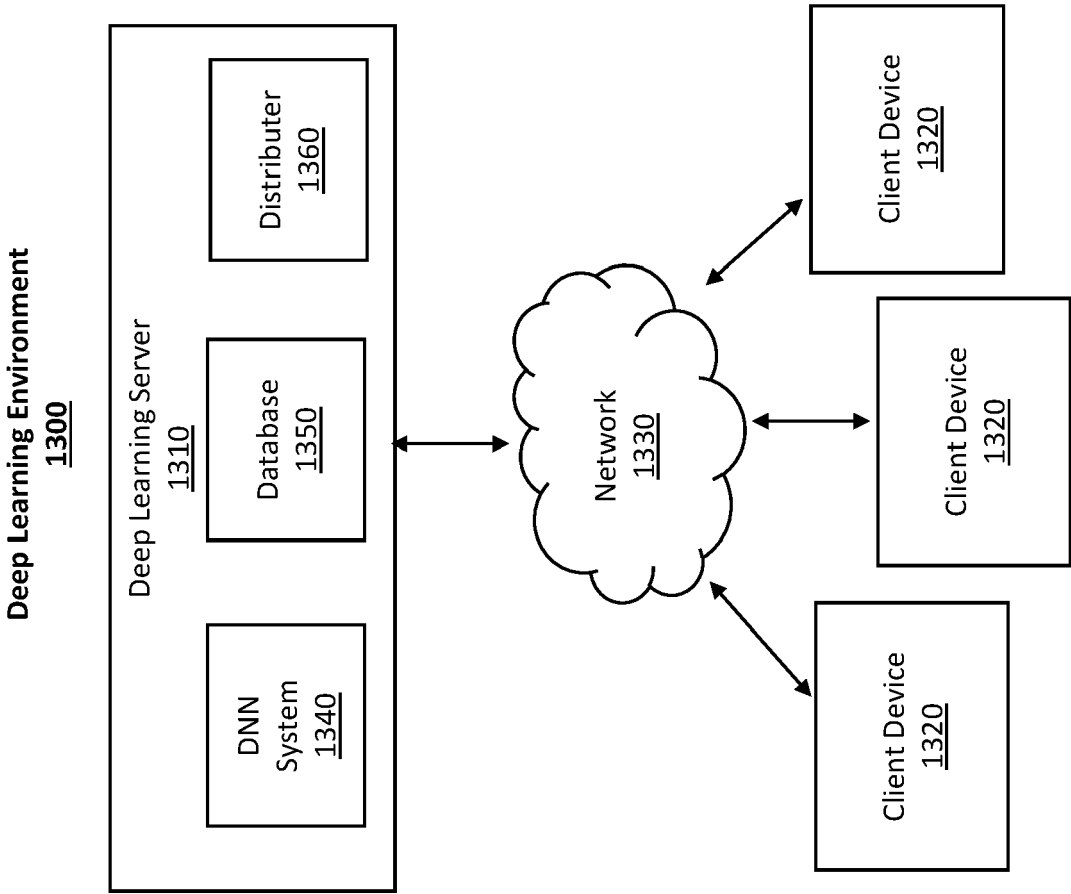 Deep Learning Environment
1300
Deep Learning Server
1310
DNN
System
1340
Database
1350
Distributer
1360
Network
1330
Client Device
1320
Client Device
1320
Client Device
1320